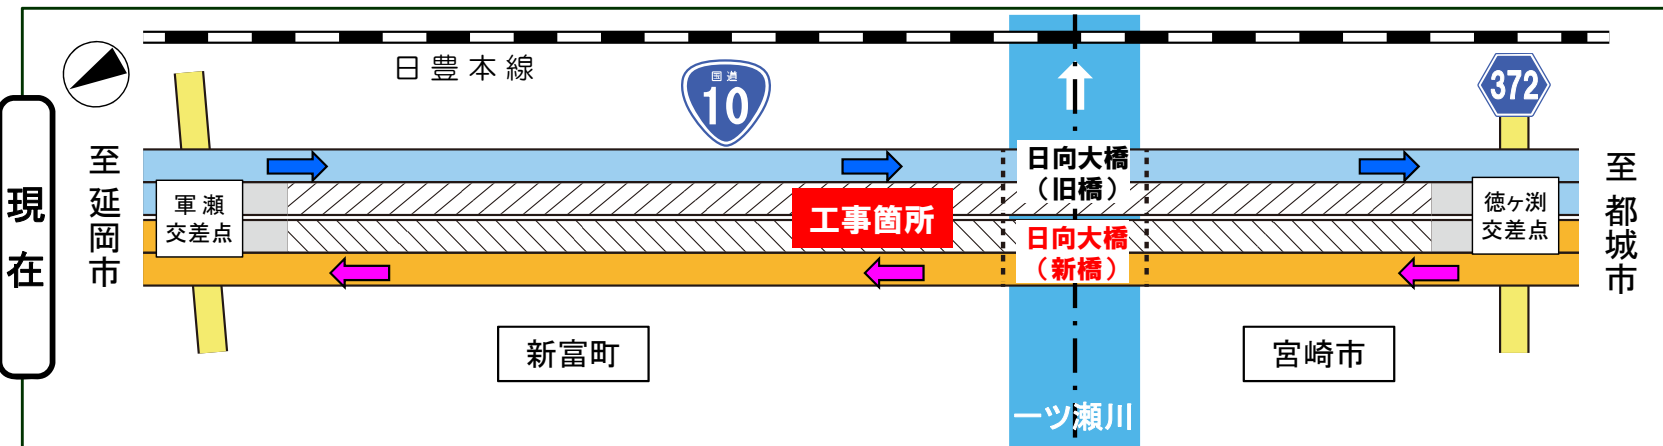 現在
日豊本線
国道
10
372
至延岡市
軍瀬
交差点
工事箇所
日向大橋
（旧橋）
日向大橋
（新橋）
徳ヶ渕
交差点
至都城市
新富町
宮崎市
一ツ瀬川